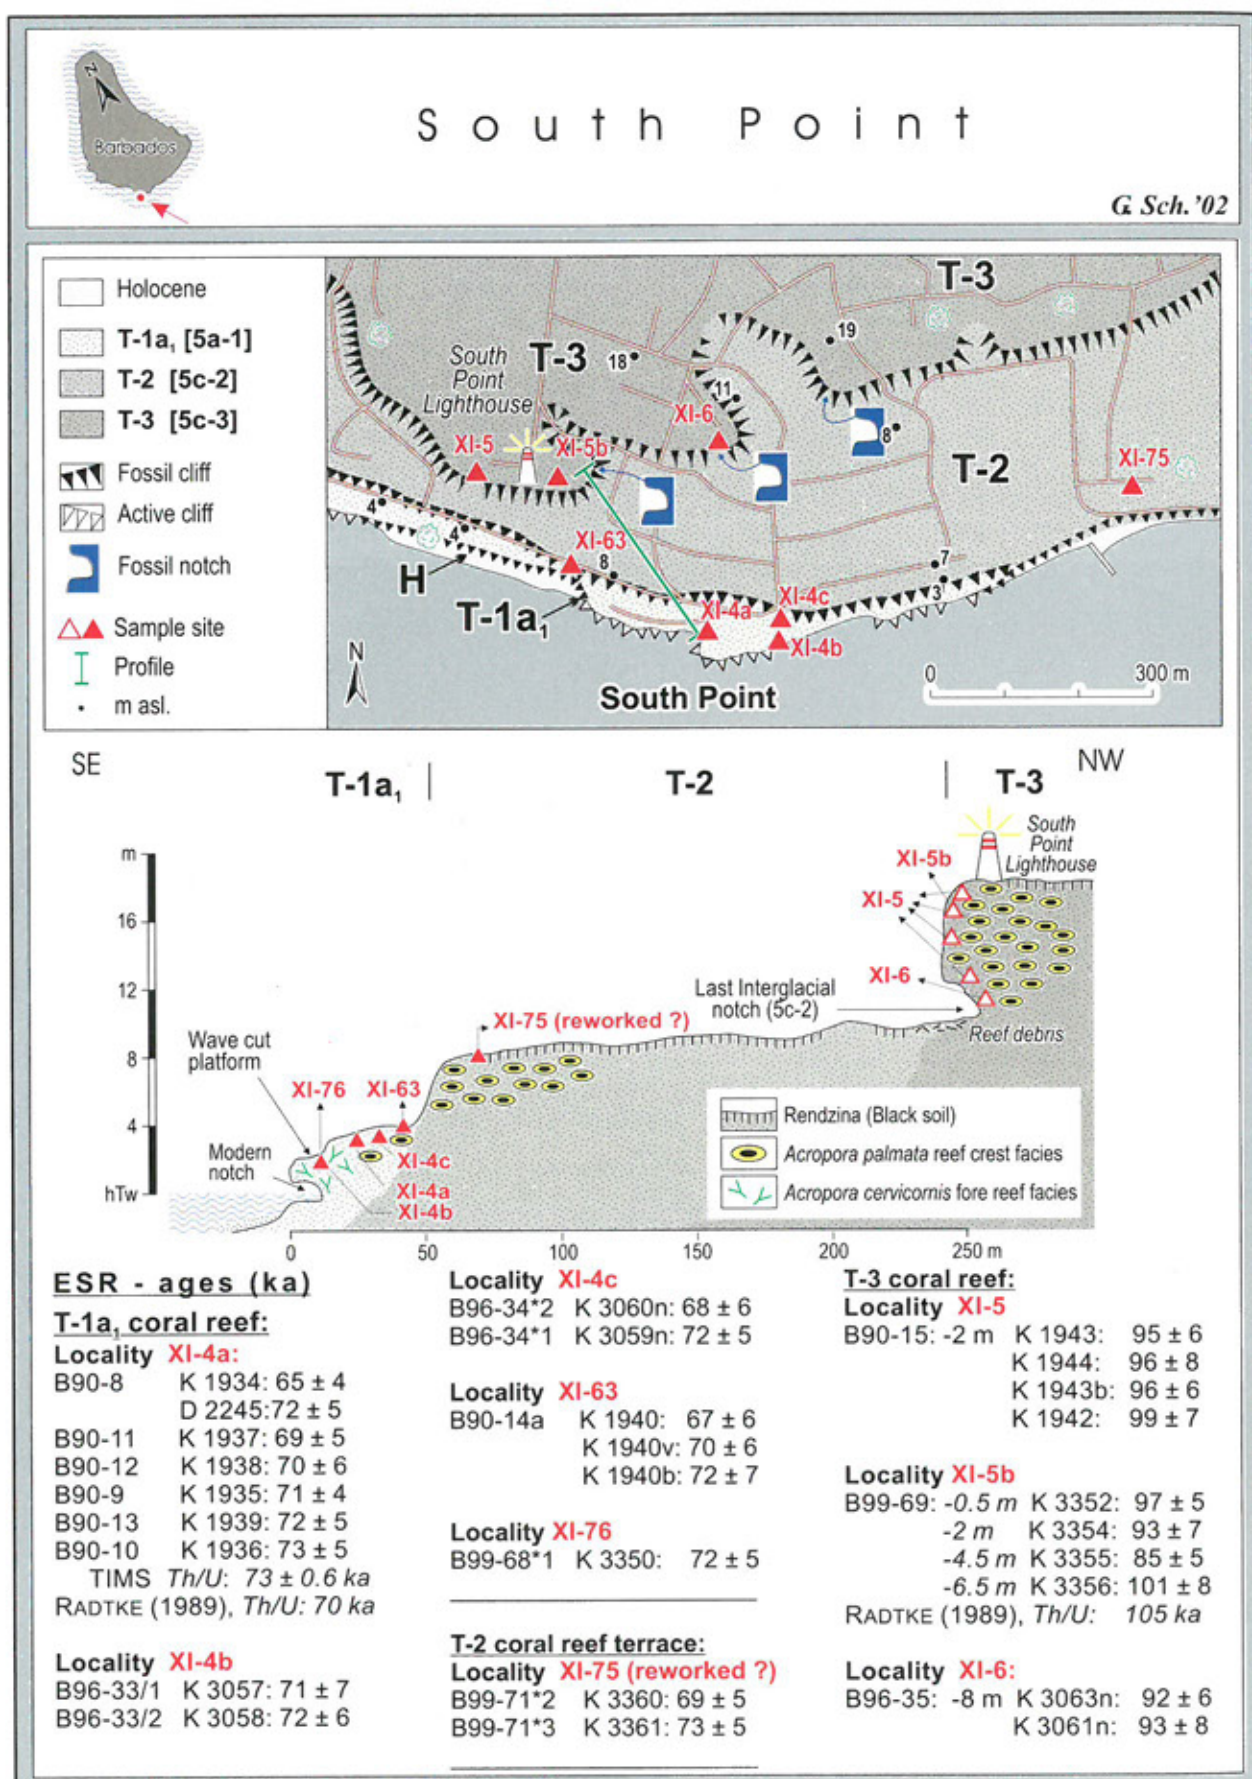 N
Barbados
South Point
G. Sch.'02
Holocene
T-1a₁ [5a-1]
T-2 [5c-2]
T-3 [5c-3]
Fossil cliff
Active cliff
Fossil notch
Sample site
Profile
m asl.
T-3
19
T-3
18
South
Point
Lighthouse
11
XI-6
8
XI-5
XI-5b
T-2
XI-75
4
4
XI-63
8
7
H
3
T-1a₁
XI-4a
XI-4c
XI-4b
N
South Point
0
300 m
SE
NW
T-1a₁
T-2
T-3
South
Point
Lighthouse
m
16
12
8
4
hTw
XI-5b
XI-5
XI-6
Last Interglacial
notch (5c-2)
Reef debris
XI-75 (reworked ?)
Wave cut
platform
XI-76
XI-63
Modern
notch
XI-4c
XI-4a
XI-4b
Rendzina (Black soil)
Acropora palmata reef crest facies
Acropora cervicornis fore reef facies
0
50
100
150
200
250 m
ESR - ages (ka)
T-1a₁ coral reef:
Locality XI-4a:
B90-8 K 1934: 65 ± 4
D 2245:72 ± 5
B90-11 K 1937: 69 ± 5
B90-12 K 1938: 70 ± 6
B90-9 K 1935: 71 ± 4
B90-13 K 1939: 72 ± 5
B90-10 K 1936: 73 ± 5
TIMS Th/U: 73 ± 0.6 ka
RADTKE (1989), Th/U: 70 ka
Locality XI-4b
B96-33/1 K 3057: 71 ± 7
B96-33/2 K 3058: 72 ± 6
Locality XI-4c
B96-34*2 K 3060n: 68 ± 6
B96-34*1 K 3059n: 72 ± 5
Locality XI-63
B90-14a K 1940: 67 ± 6
K 1940v: 70 ± 6
K 1940b: 72 ± 7
Locality XI-76
B99-68*1 K 3350: 72 ± 5
T-2 coral reef terrace:
Locality XI-75 (reworked ?)
B99-71*2 K 3360: 69 ± 5
B99-71*3 K 3361: 73 ± 5
T-3 coral reef:
Locality XI-5
B90-15: -2 m K 1943: 95 ± 6
K 1944: 96 ± 8
K 1943b: 96 ± 6
K 1942: 99 ± 7
Locality XI-5b
B99-69: -0.5 m K 3352: 97 ± 5
-2 m K 3354: 93 ± 7
-4.5 m K 3355: 85 ± 5
-6.5 m K 3356: 101 ± 8
RADTKE (1989), Th/U: 105 ka
Locality XI-6:
B96-35: -8 m K 3063n: 92 ± 6
K 3061n: 93 ± 8